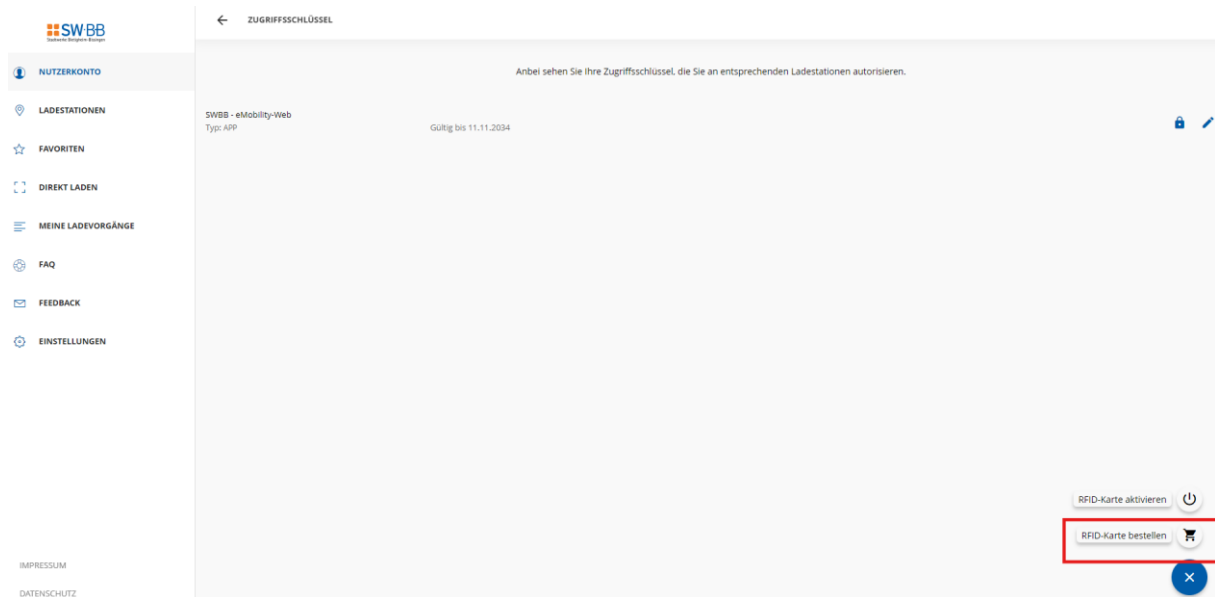 SW·BB
Stadtwerke Bietigheim-Bissingen
ZUGRIFFSSCHLÜSSEL
NUTZERKONTO
LADESTATIONEN
FAVORITEN
DIREKT LADEN
MEINE LADEVORGÄNGE
FAQ
FEEDBACK
EINSTELLUNGEN
IMPRESSUM
DATENSCHUTZ
Anbei sehen Sie Ihre Zugriffsschlüssel, die Sie an entsprechenden Ladestationen autorisieren.
SWBB - eMobility-Web
Typ: APP
Gültig bis 11.11.2034
RFID-Karte aktivieren
RFID-Karte bestellen